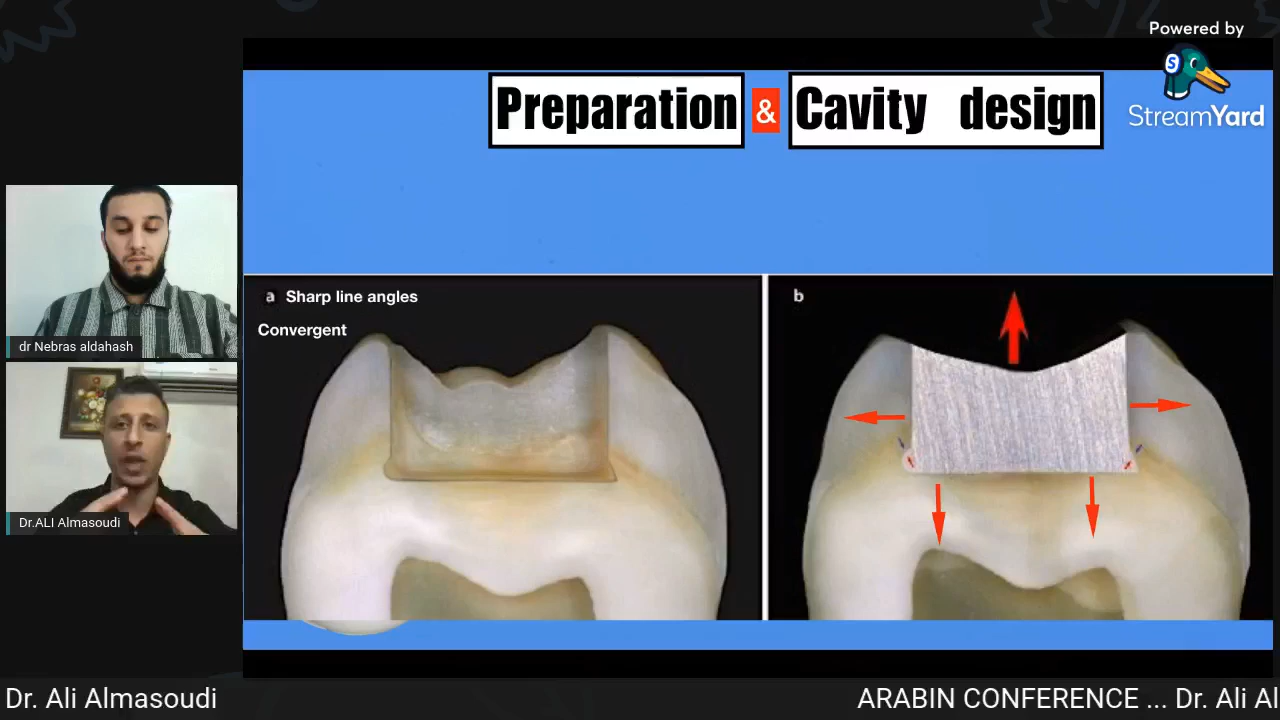 Powered by
S
StreamYard
Preparation & Cavity design
a Sharp line angles
Convergent
b
dr Nebras aldahash
Dr.ALI Almasoudi
Dr. Ali Almasoudi
ARABIN CONFERENCE ... Dr. Ali Al